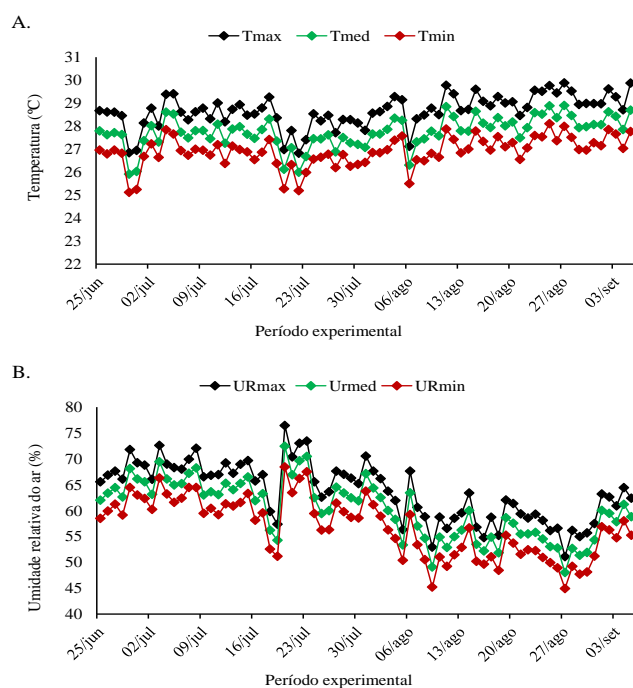 A.
Tmax Tmed Tmin
31
30
29
28
27
26
25
24
23
22
Temperatura (ºC)
25/jun 02/jul 09/jul 16/jul 23/jul 30/jul 06/ago 13/ago 20/ago 27/ago 03/set
Período experimental
B.
URmax Urmed URmin
80
75
70
65
60
55
50
45
40
Umidade relativa do ar (%)
25/jun 02/jul 09/jul 16/jul 23/jul 30/jul 06/ago 13/ago 20/ago 27/ago 03/set
Período experimental